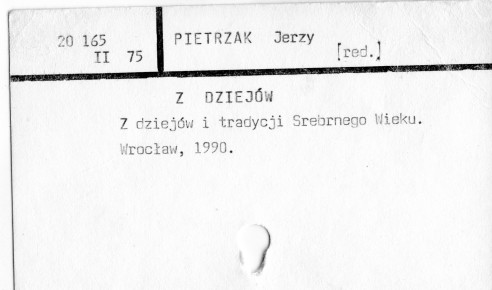 20 165
II 75
PIETRZAK Jerzy
[red.]
Z DZIEJÓW
Z dziejów i tradycji Srebrnego Wieku.
Wrocław, 1990.